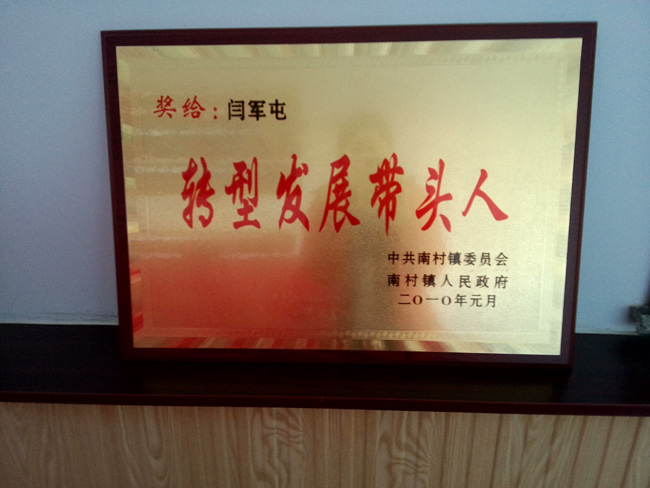 奖给：闫军屯
转型发展带头人
中共南村镇委员会
南村镇人民政府
二〇一〇年元月